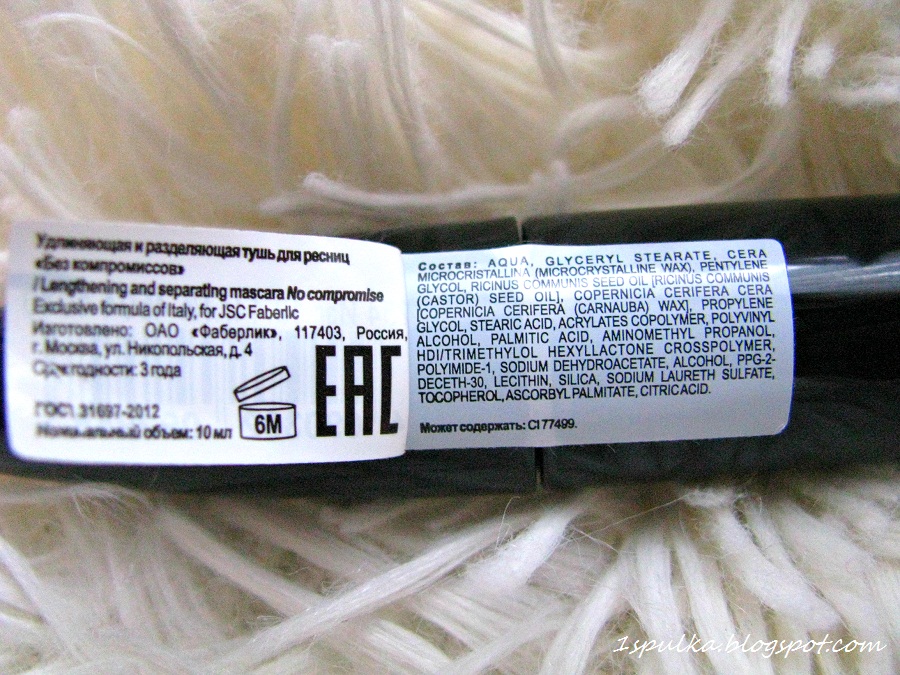 Удлиняющая и разделяющая тушь для ресниц
«Без компромиссов»
/ Lengthening and separating mascara No compromise
Exclusive formula of Italy, for JSC Faberlic
Изготовлено: ОАО «Фаберлик», 117403, Россия,
г. Москва, ул. Никопольская, д. 4
Срок годности: 3 года
ГОСТ 31697-2012
Номинальный объем: 10 мл
6M
EAC
Состав: AQUA, GLYCERYL STEARATE, CERA
MICROCRISTALLINA (MICROCRYSTALLINE WAX), PENTYLENE
GLYCOL, RICINUS COMMUNIS SEED OIL [RICINUS COMMUNIS
(CASTOR) SEED OIL], COPERNICIA CERIFERA CERA
[COPERNICIA CERIFERA (CARNAUBA) WAX], PROPYLENE
GLYCOL, STEARIC ACID, ACRYLATES COPOLYMER, POLYVINYL
ALCOHOL, PALMITIC ACID, AMINOMETHYL PROPANOL,
HDI/TRIMETHYLOL HEXYLLACTONE CROSSPOLYMER,
POLYIMIDE-1, SODIUM DEHYDROACETATE, ALCOHOL, PPG-2-
DECETH-30, LECITHIN, SILICA, SODIUM LAURETH SULFATE,
TOCOPHEROL, ASCORBYL PALMITATE, CITRIC ACID.
Может содержать: CI 77499.
1spulka.blogspot.com